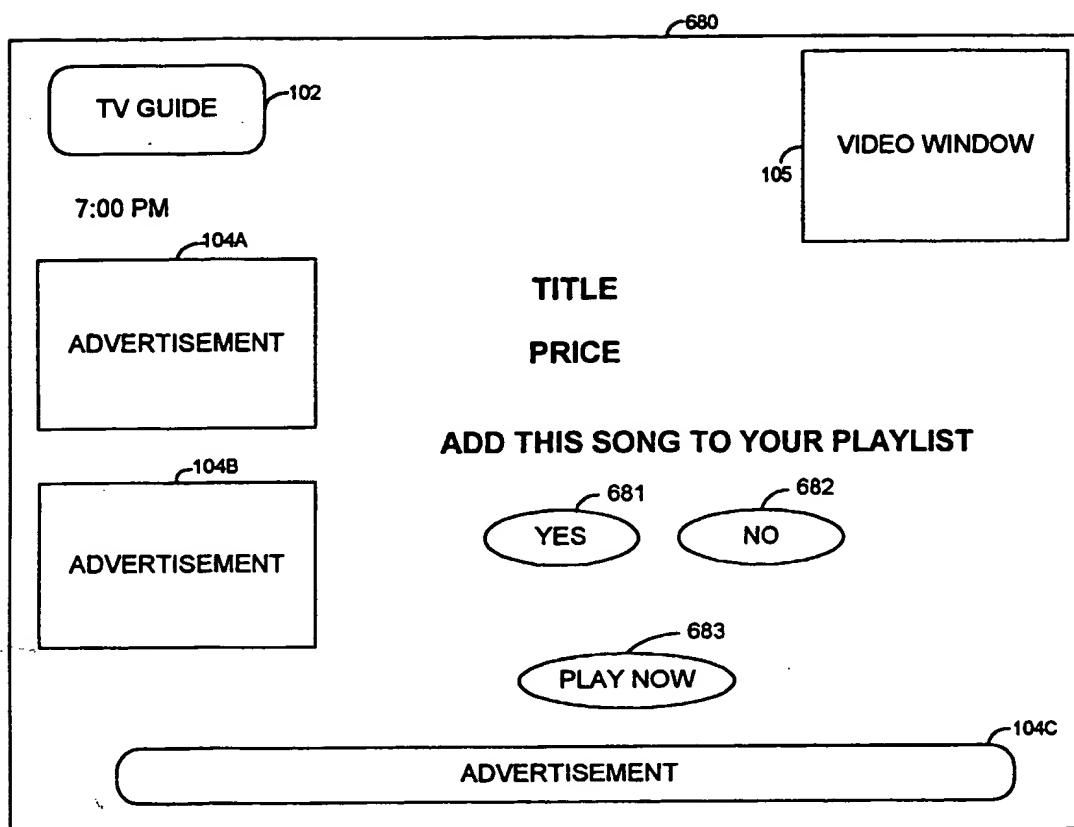 680
TV GUIDE
102
VIDEO WINDOW
105
7:00 PM
104A
ADVERTISEMENT
TITLE
PRICE
ADD THIS SONG TO YOUR PLAYLIST
104B
ADVERTISEMENT
681
682
YES
NO
683
PLAY NOW
104C
ADVERTISEMENT